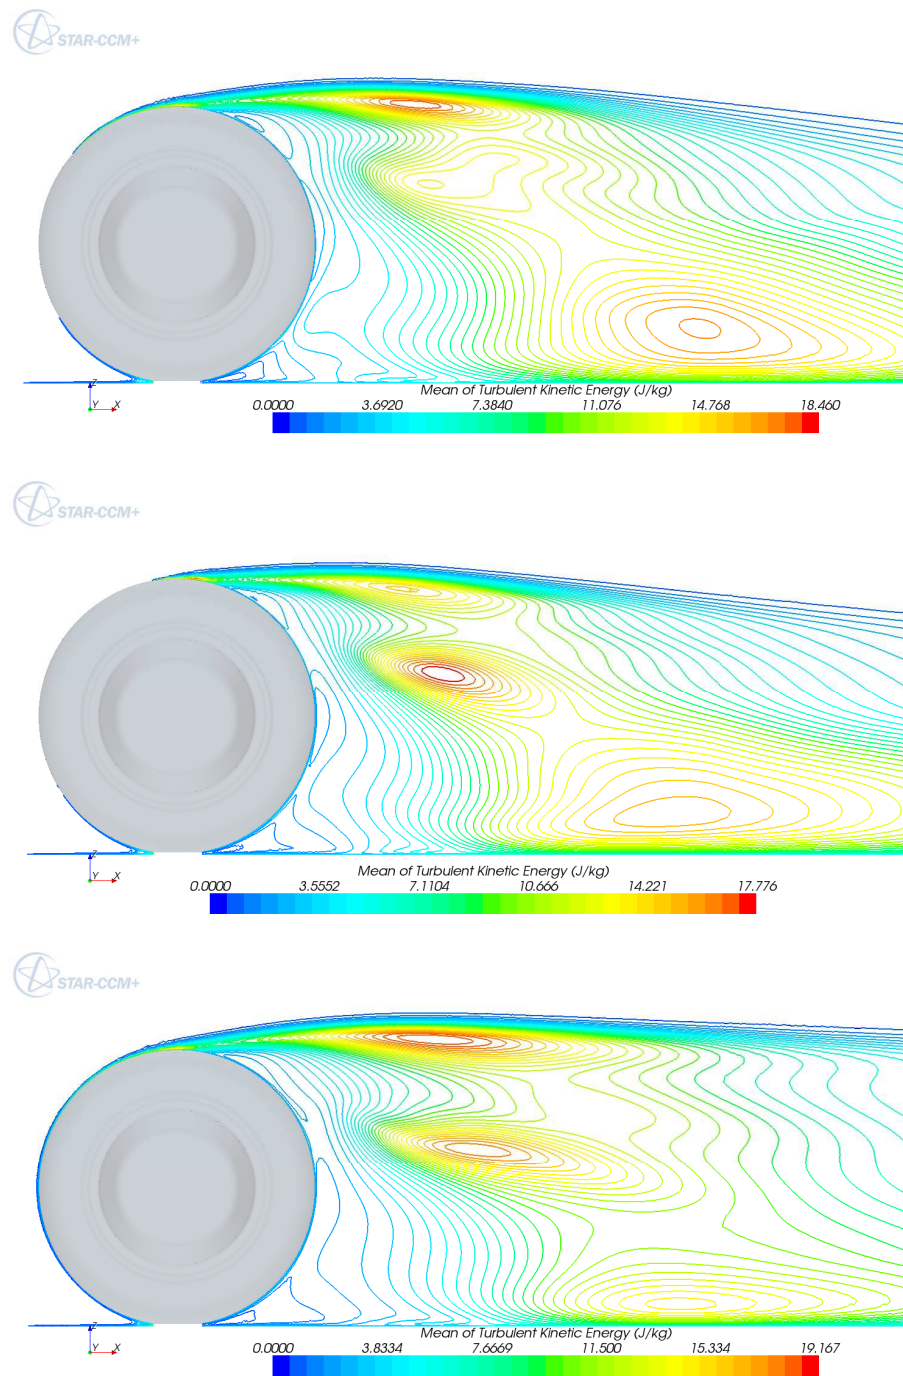 STAR-CCM+
Z
Y X
Mean of Turbulent Kinetic Energy (J/kg)
0.0000 3.6920 7.3840 11.076 14.768 18.460
STAR-CCM+
Z
Y X
Mean of Turbulent Kinetic Energy (J/kg)
0.0000 3.5552 7.1104 10.666 14.221 17.776
STAR-CCM+
Z
Y X
Mean of Turbulent Kinetic Energy (J/kg)
0.0000 3.8334 7.6669 11.500 15.334 19.167